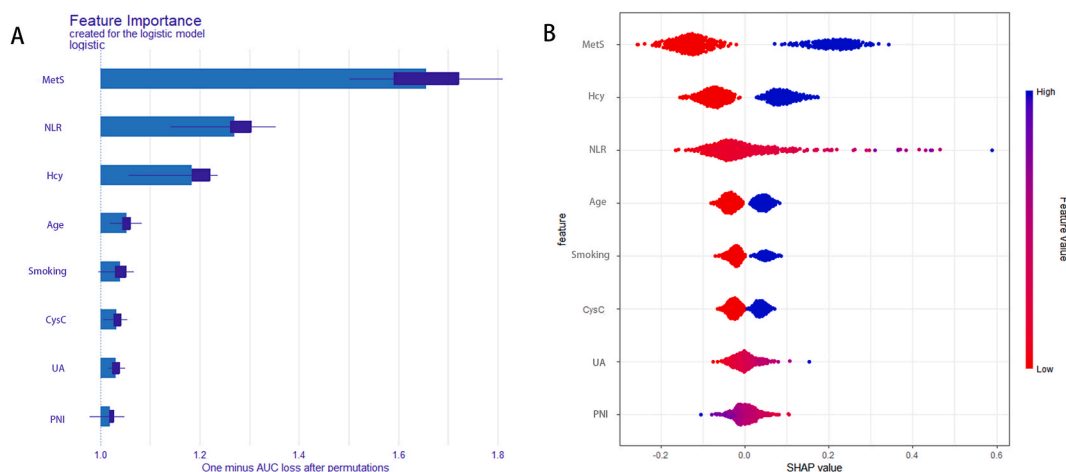 A
Feature Importance
created for the logistic model
logistic
MetS
NLR
Hcy
Age
Smoking
CysC
UA
PNI
1.0 1.2 1.4 1.6 1.8
One minus AUC loss after permutations
B
feature
MetS
Hcy
NLR
Age
Smoking
CysC
UA
PNI
-0.2 0.0 0.2 0.4 0.6
SHAP value
High
Low
Feature value